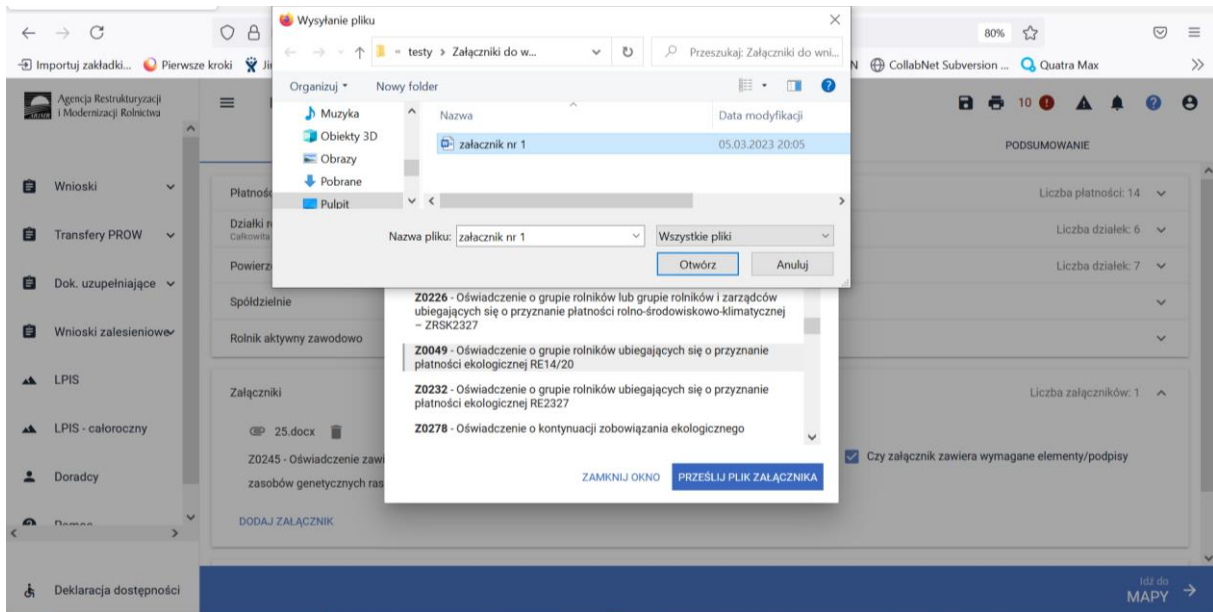 Wysyłanie pliku
80%
testy > Załączniki do w...
Przeszukaj: Załączniki do wni...
Importuj zakładki...
Pierwsze kroki
CollabNet Subversion ...
Quatra Max
Organizuj
Nowy folder
Muzyka
Obiekty 3D
Obrazy
Pobrane
Pulpit
Nazwa
Data modyfikacji
załacznik nr 1
05.03.2023 20:05
Nazwa pliku:
załacznik nr 1
Wszystkie pliki
Otwórz
Anuluj
Agencja Restrukturyzacji
i Modernizacji Rolnictwa
10
PODSUMOWANIE
Wnioski
Transfery PROW
Dok. uzupełniające
Wnioski zalesieniowe
LPIS
LPIS - całoroczny
Doradcy
Pomoc
Deklaracja dostępności
Liczba płatności: 14
Działki
Całkowita
Liczba działek: 6
Liczba działek: 7
Spółdzielnie
Rolnik aktywny zawodowo
Z0226 - Oświadczenie o grupie rolników lub grupie rolników i zarządców
ubiegających się o przyznanie płatności rolno-środowiskowo-klimatycznej
– ZRSK2327
Z0049 - Oświadczenie o grupie rolników ubiegających się o przyznanie
płatności ekologicznej RE14/20
Z0232 - Oświadczenie o grupie rolników ubiegających się o przyznanie
płatności ekologicznej RE2327
Z0278 - Oświadczenie o kontynuacji zobowiązania ekologicznego
ZAMKNIJ OKNO
PRZEŚLIJ PLIK ZAŁĄCZNIKA
Załączniki
Liczba załączników: 1
25.docx
Z0245 - Oświadczenie zawi
zasobów genetycznych ras
Czy załącznik zawiera wymagane elementy/podpisy
DODAJ ZAŁĄCZNIK
Idź do
MAPY